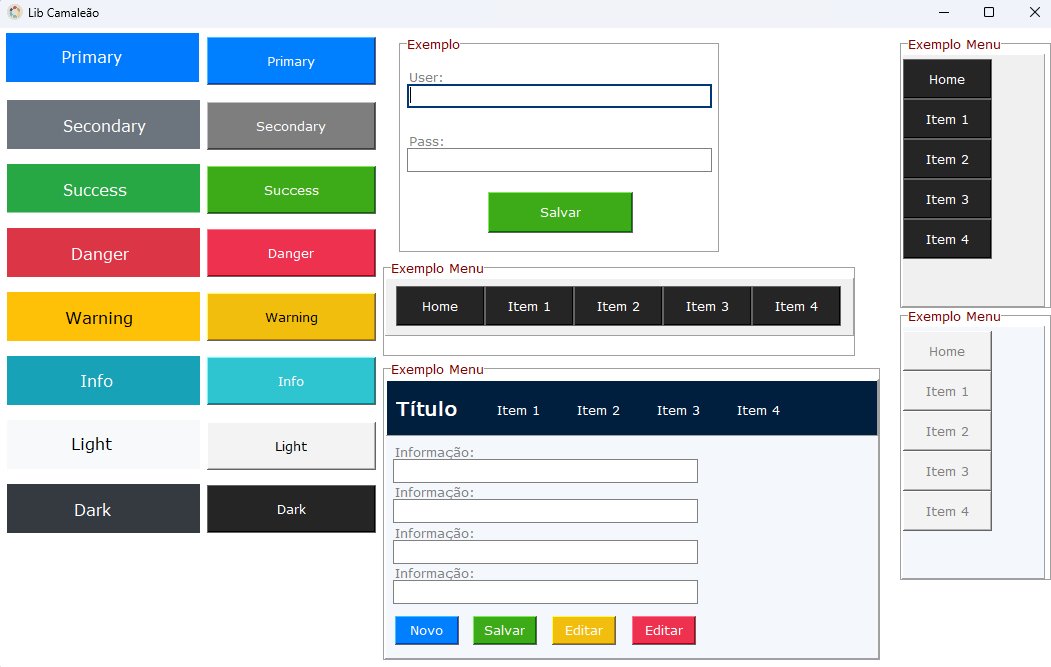 Lib Camaleão
Primary
Primary
Secondary
Secondary
Success
Success
Danger
Danger
Warning
Warning
Info
Info
Light
Light
Dark
Dark
Exemplo
User:
Pass:
Salvar
Exemplo Menu
Home Item 1 Item 2 Item 3 Item 4
Exemplo Menu
Título Item 1 Item 2 Item 3 Item 4
Informação:
Informação:
Informação:
Informação:
Novo Salvar Editar Editar
Exemplo Menu
Home
Item 1
Item 2
Item 3
Item 4
Exemplo Menu
Home
Item 1
Item 2
Item 3
Item 4